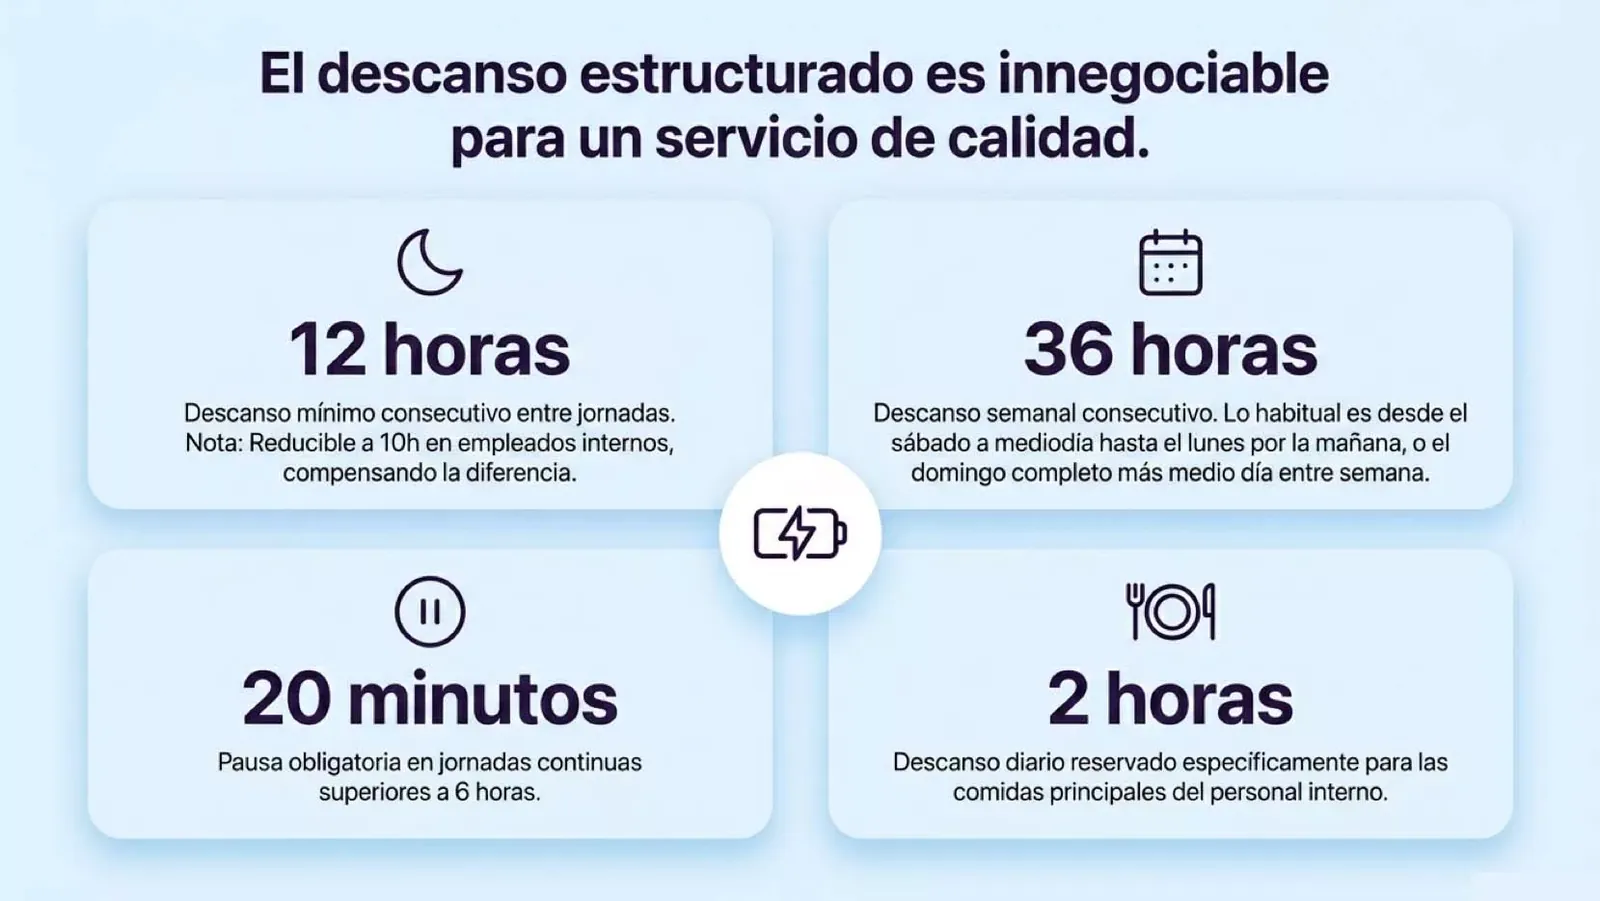 El descanso estructurado es innegociable
para un servicio de calidad.
12 horas
Descanso mínimo consecutivo entre jornadas.
Nota: Reducible a 10h en empleados internos,
compensando la diferencia.
36 horas
Descanso semanal consecutivo. Lo habitual es desde el
sábado a mediodía hasta el lunes por la mañana, o el
domingo completo más medio día entre semana.
20 minutos
Pausa obligatoria en jornadas continuas
superiores a 6 horas.
2 horas
Descanso diario reservado específicamente para las
comidas principales del personal interno.